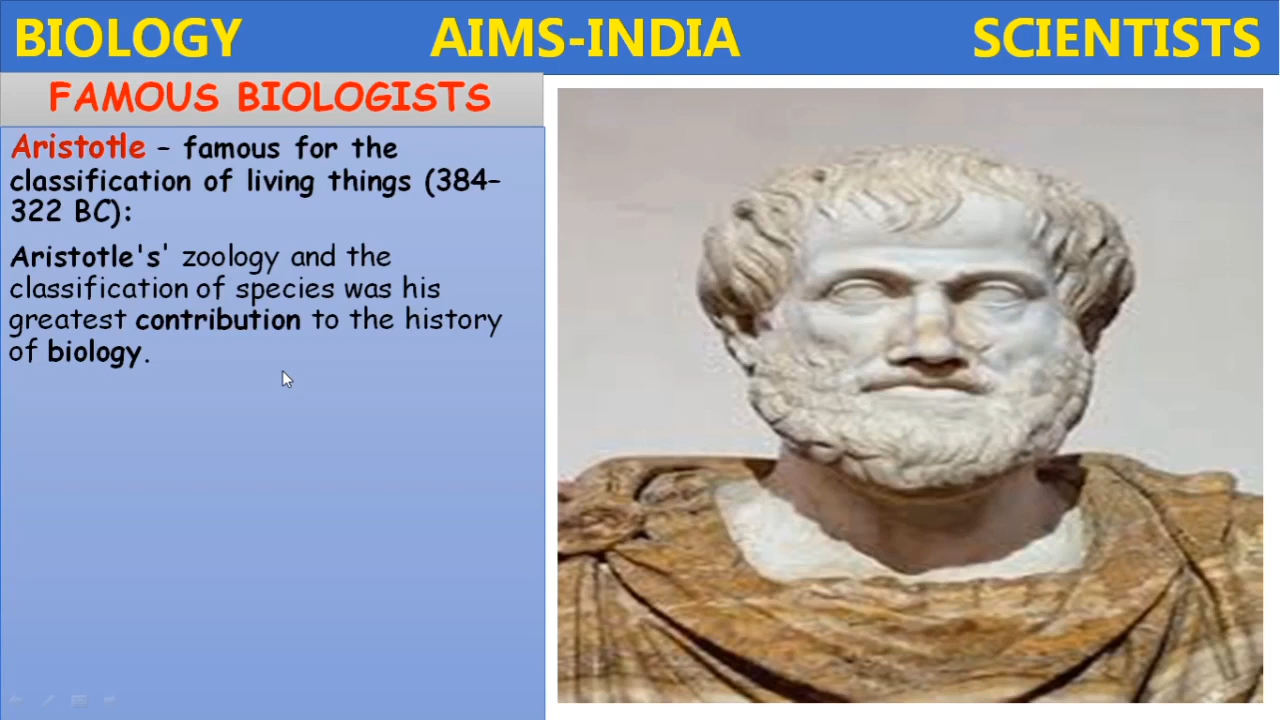 BIOLOGY AIMS-INDIA SCIENTISTS
FAMOUS BIOLOGISTS
Aristotle – famous for the
classification of living things (384–
322 BC):
Aristotle's' zoology and the
classification of species was his
greatest contribution to the history
of biology.